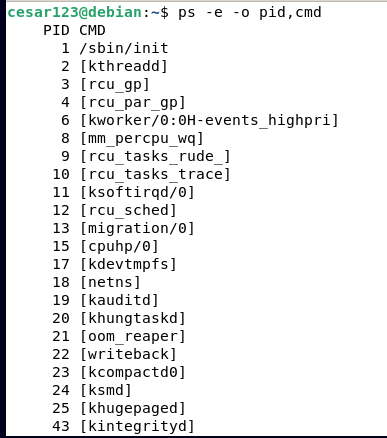 cesar123@debian:~$ ps -e -o pid,cmd
PID CMD
1 /sbin/init
2 [kthreadd]
3 [rcu_gp]
4 [rcu_par_gp]
6 [kworker/0:0H-events_highpri]
8 [mm_percpu_wq]
9 [rcu_tasks_rude_]
10 [rcu_tasks_trace]
11 [ksoftirqd/0]
12 [rcu_sched]
13 [migration/0]
15 [cpuhp/0]
17 [kdevtmpfs]
18 [netns]
19 [kauditd]
20 [khungtaskd]
21 [oom_reaper]
22 [writeback]
23 [kcompactd0]
24 [ksmd]
25 [khugepaged]
43 [kintegrityd]